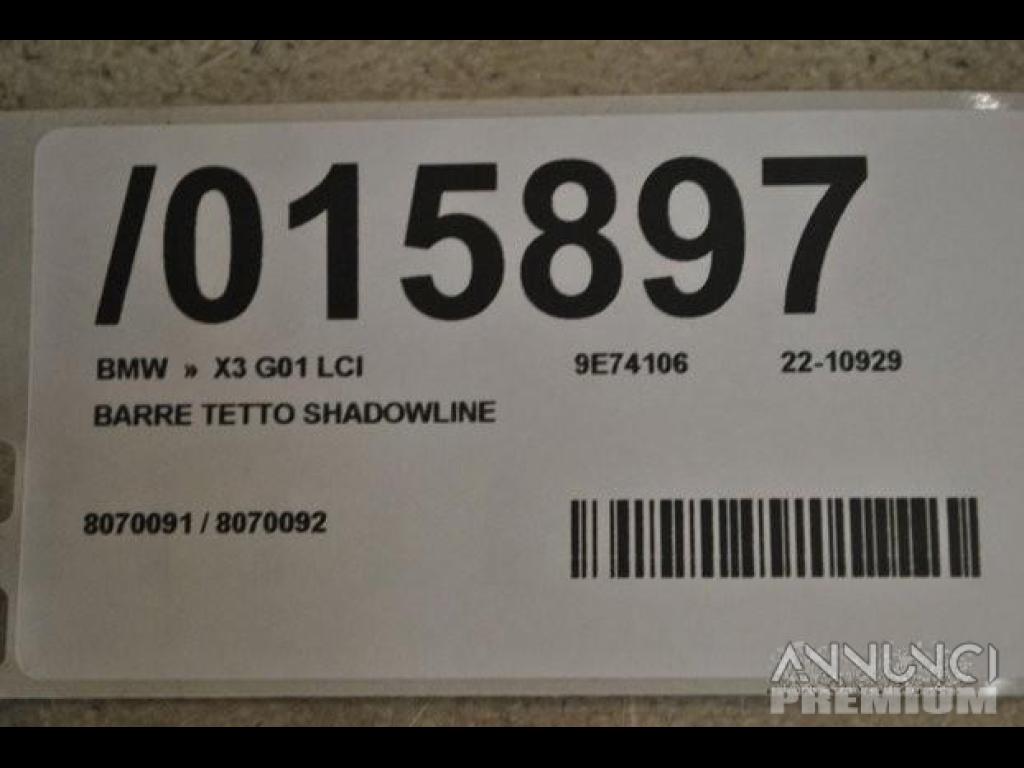 /015897
BMW » X3 G01 LCI 9E74106 22-10929
BARRE TETTO SHADOWLINE
8070091 / 8070092
ANNUNCI
PREMIUM